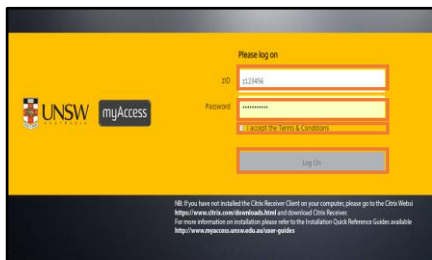 Please log on
zID
z123456
Password
***********
UNSW
myAccess
I accept the Terms & Conditions
Log On
NB: If you have not installed the Citrix Receiver Client on your computer, please go to the Citrix Websi
https://www.citrix.com/downloads.html and download Citrix Receiver.
For more information on installation please refer to the Installation Quick Reference Guides available
http://www.myaccess.unsw.edu.au/user-guides